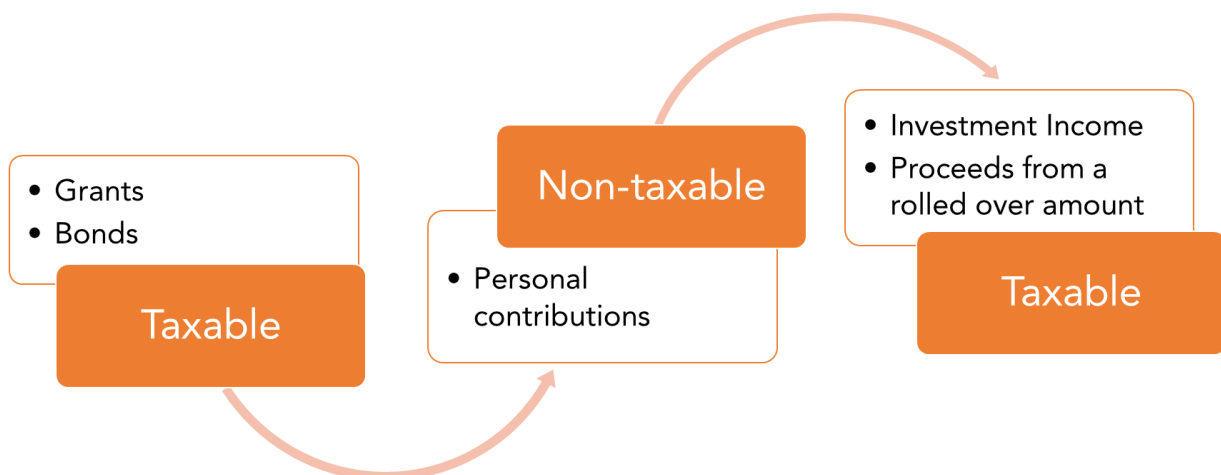 • Grants
• Bonds
Taxable
Non-taxable
• Personal
contributions
• Investment Income
• Proceeds from a
rolled over amount
Taxable